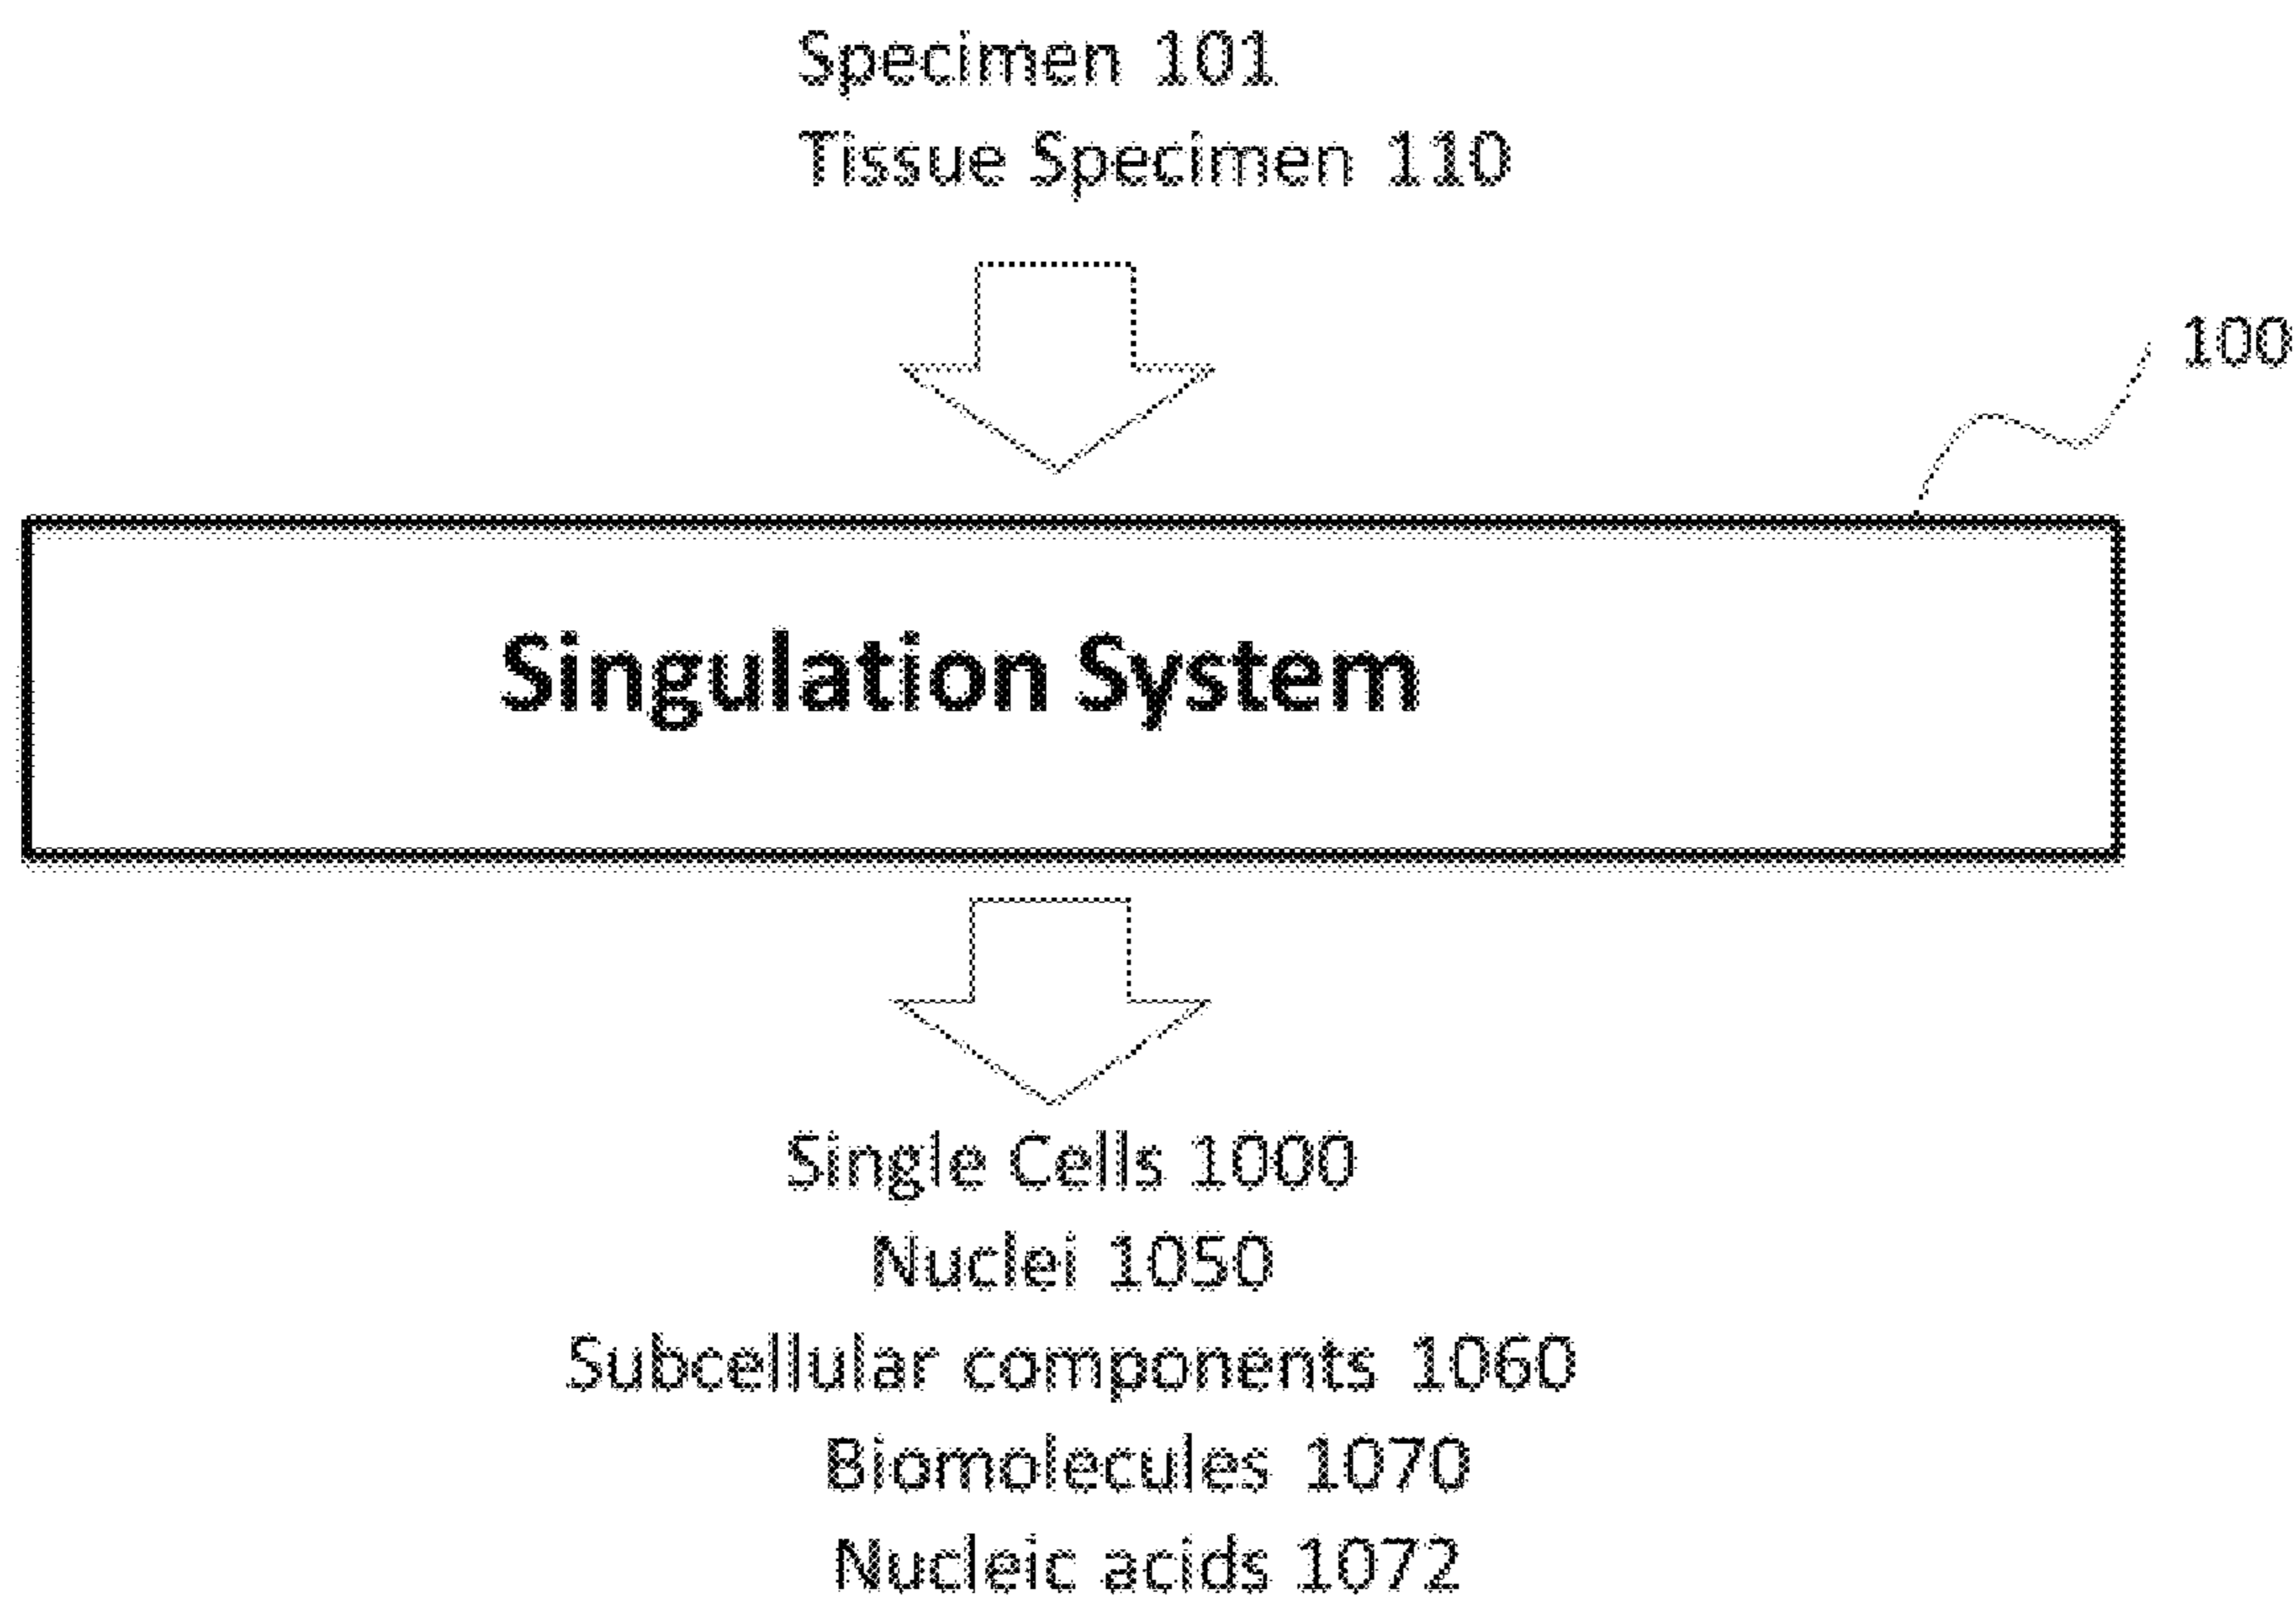 Specimen 101
Tissue Specimen 110
100
Singulation System
Single Cells 1000
Nuclei 1050
Subcellular components 1060
Biomolecules 1070
Nucleic acids 1072